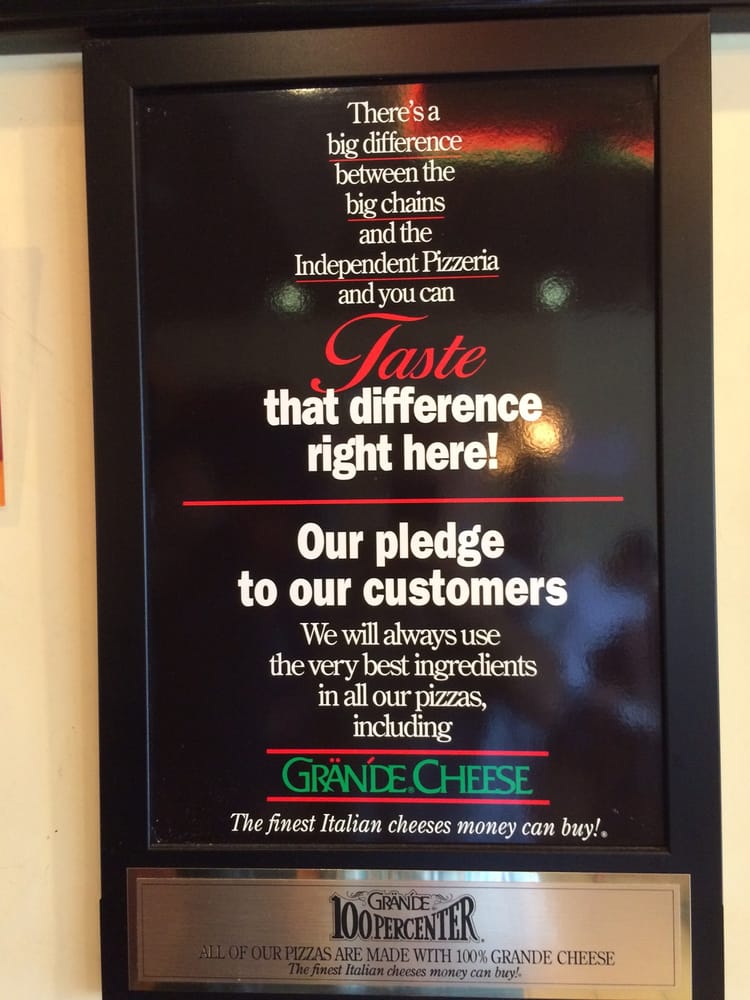 There's a
big difference
between the
big chains
and the
Independent Pizzeria
and you can
Taste
that difference
right here!
Our pledge
to our customers
We will always use
the very best ingredients
in all our pizzas,
including
GRÄNDÉ® CHEESE
The finest Italian cheeses money can buy!®
GRÄNDÉ
100 PERCENTER®
ALL OF OUR PIZZAS ARE MADE WITH 100% GRANDE CHEESE
The finest Italian cheeses money can buy!®